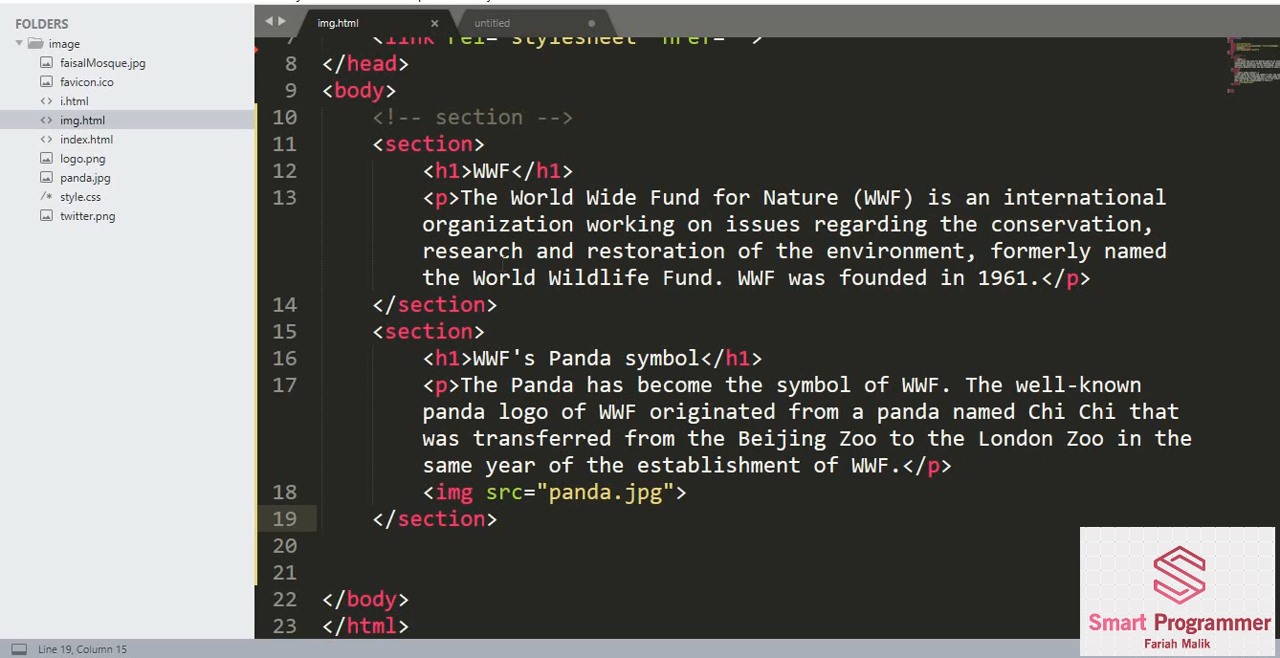 FOLDERS
image
faisalMosque.jpg
favicon.ico
i.html
img.html
index.html
logo.png
panda.jpg
style.css
twitter.png
img.html
untitled
7 <link rel="stylesheet" href="">
8 </head>
9 <body>
10 <!-- section -->
11 <section>
12 <h1>WWF</h1>
13 <p>The World Wide Fund for Nature (WWF) is an international
organization working on issues regarding the conservation,
research and restoration of the environment, formerly named
the World Wildlife Fund. WWF was founded in 1961.</p>
14 </section>
15 <section>
16 <h1>WWF's Panda symbol</h1>
17 <p>The Panda has become the symbol of WWF. The well-known
panda logo of WWF originated from a panda named Chi Chi that
was transferred from the Beijing Zoo to the London Zoo in the
same year of the establishment of WWF.</p>
18 <img src="panda.jpg">
19 </section>
20
21
22 </body>
23 </html>
Smart Programmer
Fariah Malik
Line 19, Column 15